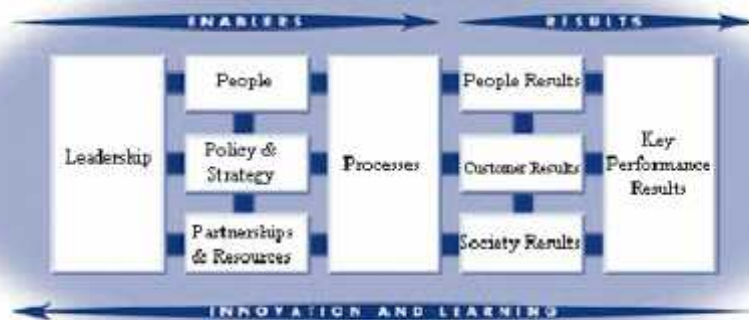 ENABLERS
RESULTS
Leadership
People
Policy &
Strategy
Partnerships
& Resources
Processes
People Results
Customer Results
Society Results
Key
Performance
Results
INNOVATION AND LEARNING